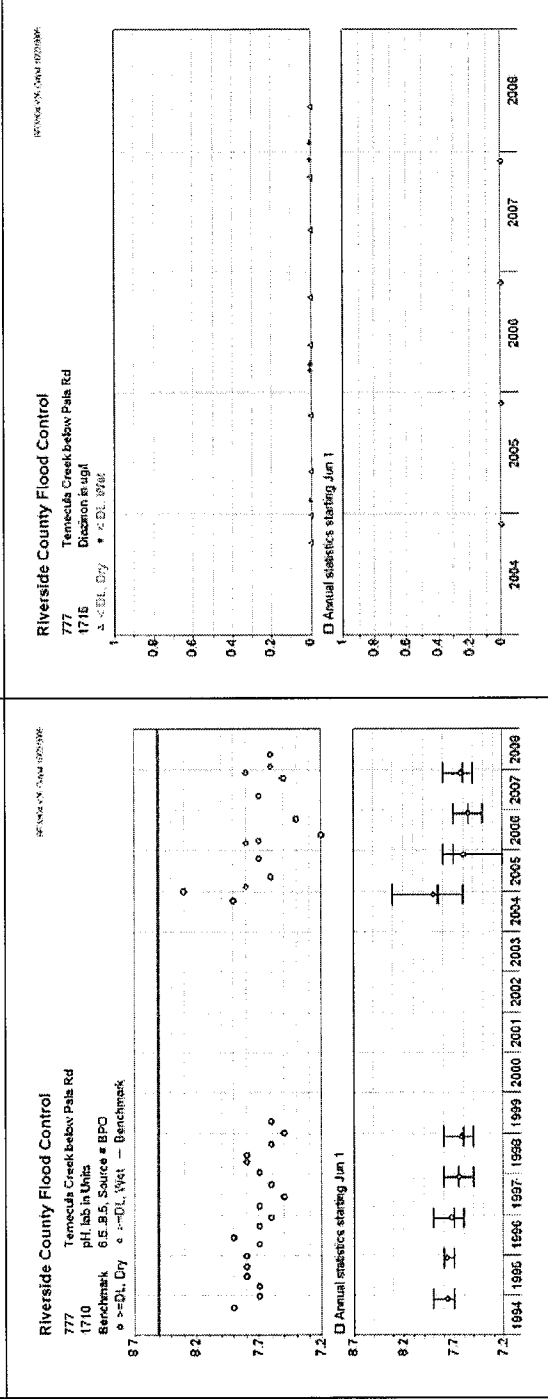 Riverside County Flood Control
777 Temecula Creek below Pala Rd
1710 pH, lab in Units
Benchmark 6.5..8.5, Source = BPO
o >=DL, Dry o >=DL, Wet — Benchmark
8.7
8.2
7.7
7.2
□ Annual statistics starting Jun 1
8.7
8.2
7.7
7.2
1994 1995 1996 1997 1998 1999 2000 2001 2002 2003 2004 2005 2006 2007 2008
Riverside County Flood Control
777 Temecula Creek below Pala Rd
1715 Diazinon in ug/l
△ < DL, Dry < DL, Wet
1
0.8
0.6
0.4
0.2
0
□ Annual statistics starting Jun 1
1
0.8
0.6
0.4
0.2
0
2004 2005 2006 2007 2008